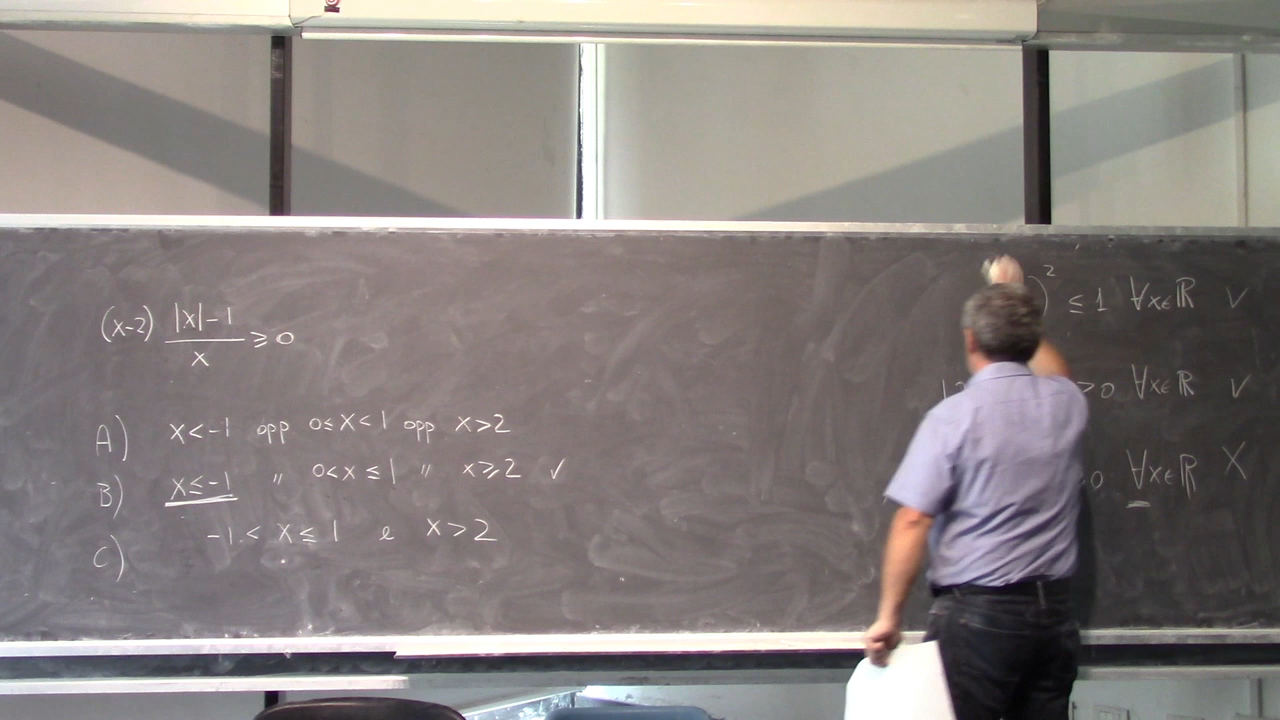 (x-2) |x|-1 / x ≥ 0
A) x<-1 opp 0≤x<1 opp x>2
B) x≤-1 " 0<x≤1 " x≥2 ✓
C) -1<x≤1 e x>2
)² ≤1 ∀x∈ℝ ✓
>0 ∀x∈ℝ ✓
0 ∀x∈ℝ X